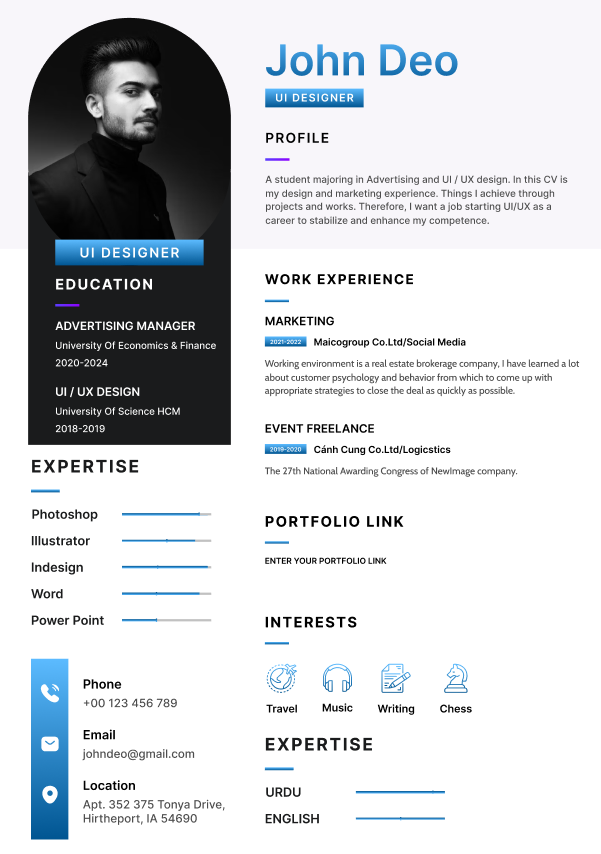 John Deo
UI DESIGNER
PROFILE
A student majoring in Advertising and UI / UX design. In this CV is
my design and marketing experience. Things I achieve through
projects and works. Therefore, I want a job starting UI/UX as a
career to stabilize and enhance my competence.
UI DESIGNER
EDUCATION
ADVERTISING MANAGER
University Of Economics & Finance
2020-2024
UI / UX DESIGN
University Of Science HCM
2018-2019
EXPERTISE
Photoshop
Illustrator
Indesign
Word
Power Point
Phone
+00 123 456 789
Email
johndeo@gmail.com
Location
Apt. 352 375 Tonya Drive,
Hirtheport, IA 54690
WORK EXPERIENCE
MARKETING
2021-2022 Maicogroup Co.Ltd/Social Media
Working environment is a real estate brokerage company, I have learned a lot
about customer psychology and behavior from which to come up with
appropriate strategies to close the deal as quickly as possible.
EVENT FREELANCE
2019-2020 Cánh Cung Co.Ltd/Logicstics
The 27th National Awarding Congress of NewImage company.
PORTFOLIO LINK
ENTER YOUR PORTFOLIO LINK
INTERESTS
Travel Music Writing Chess
EXPERTISE
URDU
ENGLISH